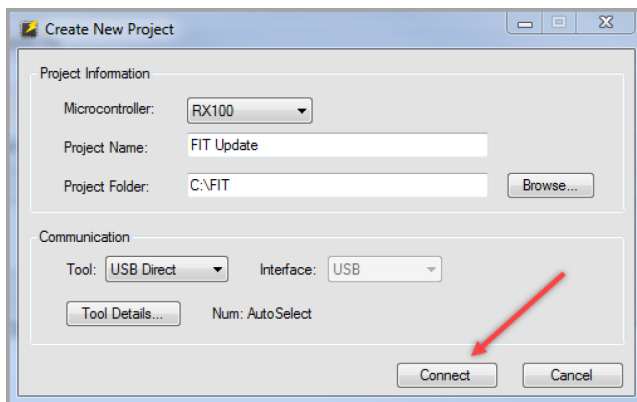 Create New Project
Project Information
Microcontroller: RX100
Project Name: FIT Update
Project Folder: C:\FIT Browse...
Communication
Tool: USB Direct Interface: USB
Tool Details... Num: AutoSelect
Connect Cancel